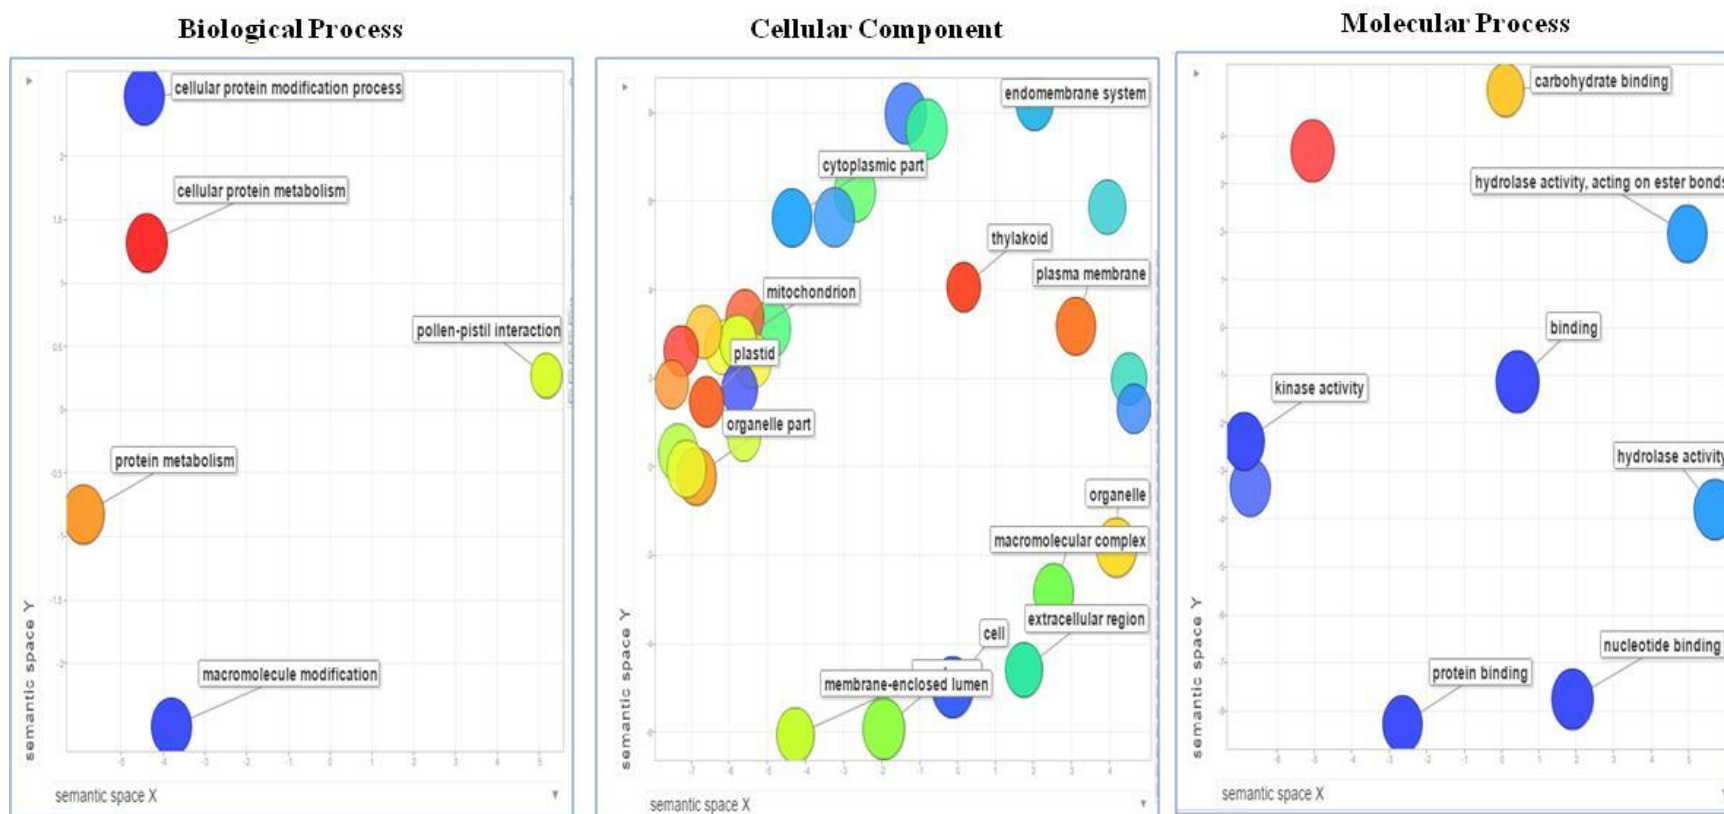 Biological Process
cellular protein modification process
cellular protein metabolism
pollen-pistil interaction
protein metabolism
macromolecule modification
semantic space Y
semantic space X
Cellular Component
endomembrane system
cytoplasmic part
thylakoid
plasma membrane
mitochondrion
plastid
organelle part
organelle
macromolecular complex
extracellular region
cell
membrane-enclosed lumen
semantic space Y
semantic space X
Molecular Process
carbohydrate binding
hydrolase activity, acting on ester bonds
binding
kinase activity
hydrolase activity
nucleotide binding
protein binding
semantic space Y
semantic space X